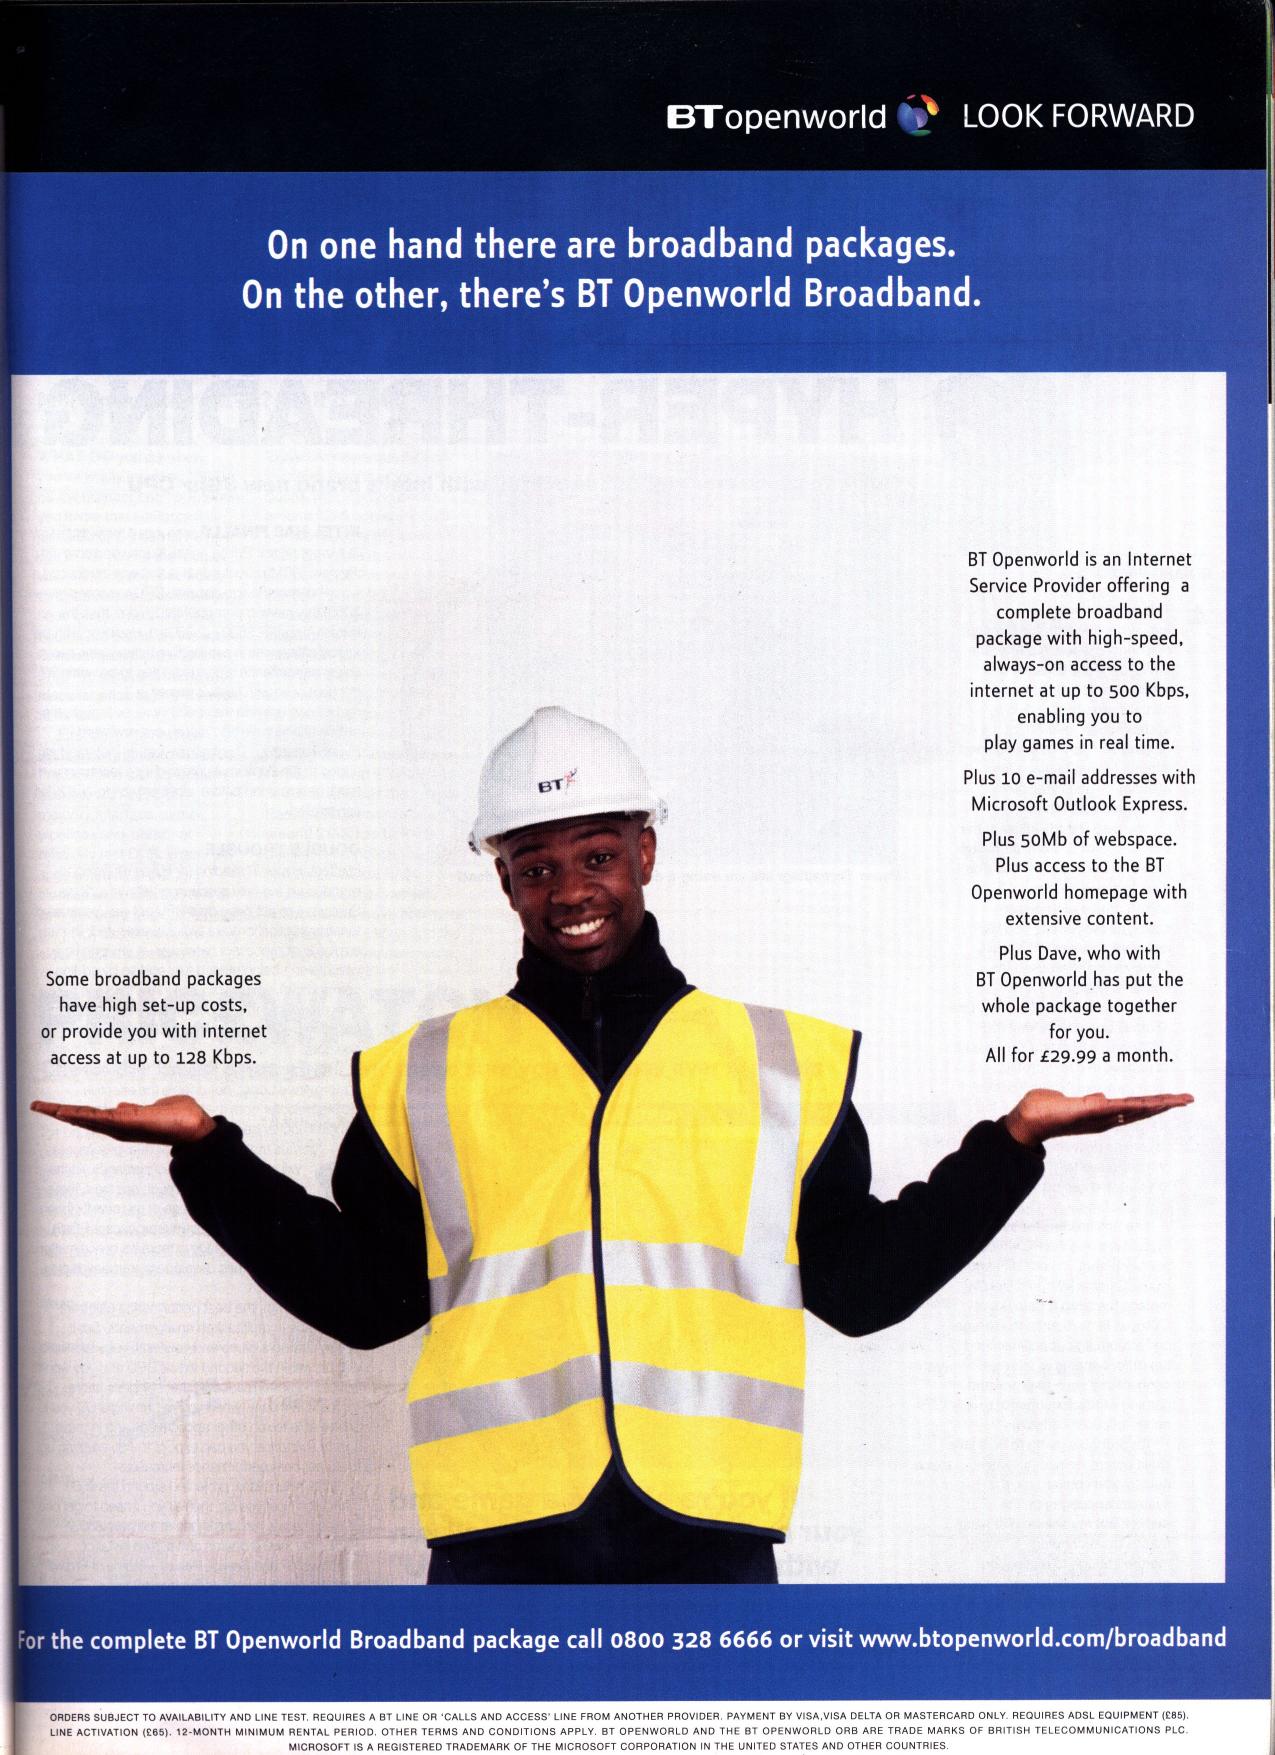 BTopenworld LOOK FORWARD
On one hand there are broadband packages.
On the other, there's BT Openworld Broadband.
BT Openworld is an Internet
Service Provider offering a
complete broadband
package with high-speed,
always-on access to the
internet at up to 500 Kbps,
enabling you to
play games in real time.
Plus 10 e-mail addresses with
Microsoft Outlook Express.
Plus 50Mb of webspace.
Plus access to the BT
Openworld homepage with
extensive content.
Plus Dave, who with
BT Openworld has put the
whole package together
for you.
All for £29.99 a month.
BT
Some broadband packages
have high set-up costs,
or provide you with internet
access at up to 128 Kbps.
For the complete BT Openworld Broadband package call 0800 328 6666 or visit www.btopenworld.com/broadband
ORDERS SUBJECT TO AVAILABILITY AND LINE TEST. REQUIRES A BT LINE OR 'CALLS AND ACCESS' LINE FROM ANOTHER PROVIDER. PAYMENT BY VISA,VISA DELTA OR MASTERCARD ONLY. REQUIRES ADSL EQUIPMENT (£85).
LINE ACTIVATION (£65). 12-MONTH MINIMUM RENTAL PERIOD. OTHER TERMS AND CONDITIONS APPLY. BT OPENWORLD AND THE BT OPENWORLD ORB ARE TRADE MARKS OF BRITISH TELECOMMUNICATIONS PLC.
MICROSOFT IS A REGISTERED TRADEMARK OF THE MICROSOFT CORPORATION IN THE UNITED STATES AND OTHER COUNTRIES.